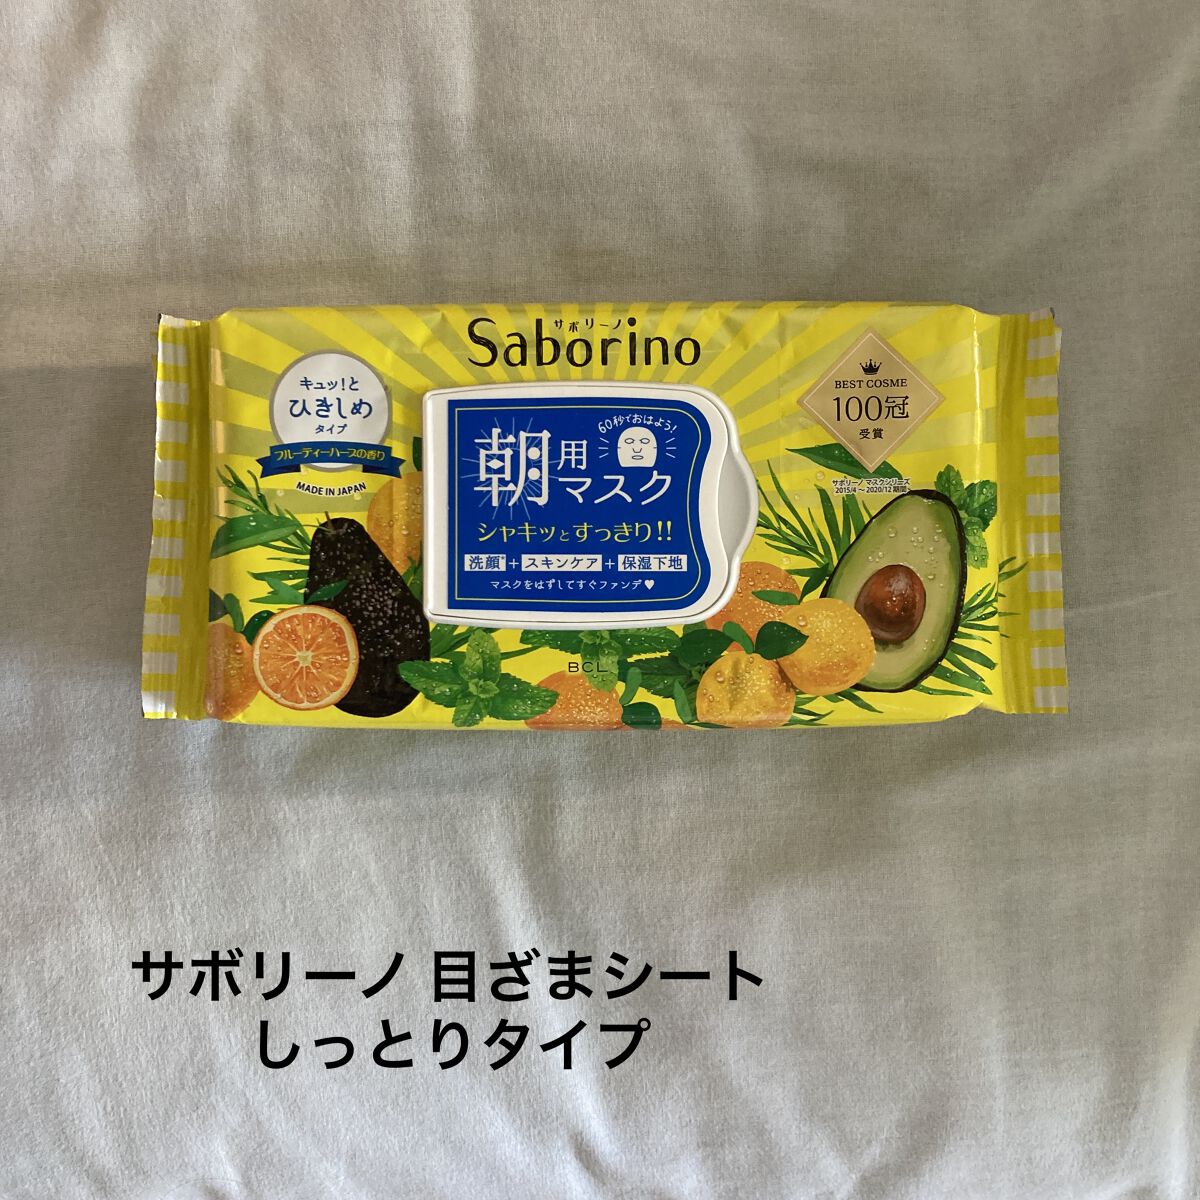 サボリーノ
Saborino
キュッ!と
ひきしめ
タイプ
フルーティーハーブの香り
MADE IN JAPAN
60秒でおはよう!
朝用マスク
シャキッとすっきり!!
洗顔*+スキンケア+保湿下地
マスクをはずしてすぐファンデ♥
BEST COSME
100冠
受賞
サボリーノ マスクシリーズ
2015/4~2020/12期間
BCL
サボリーノ 目ざまシート
しっとりタイプ